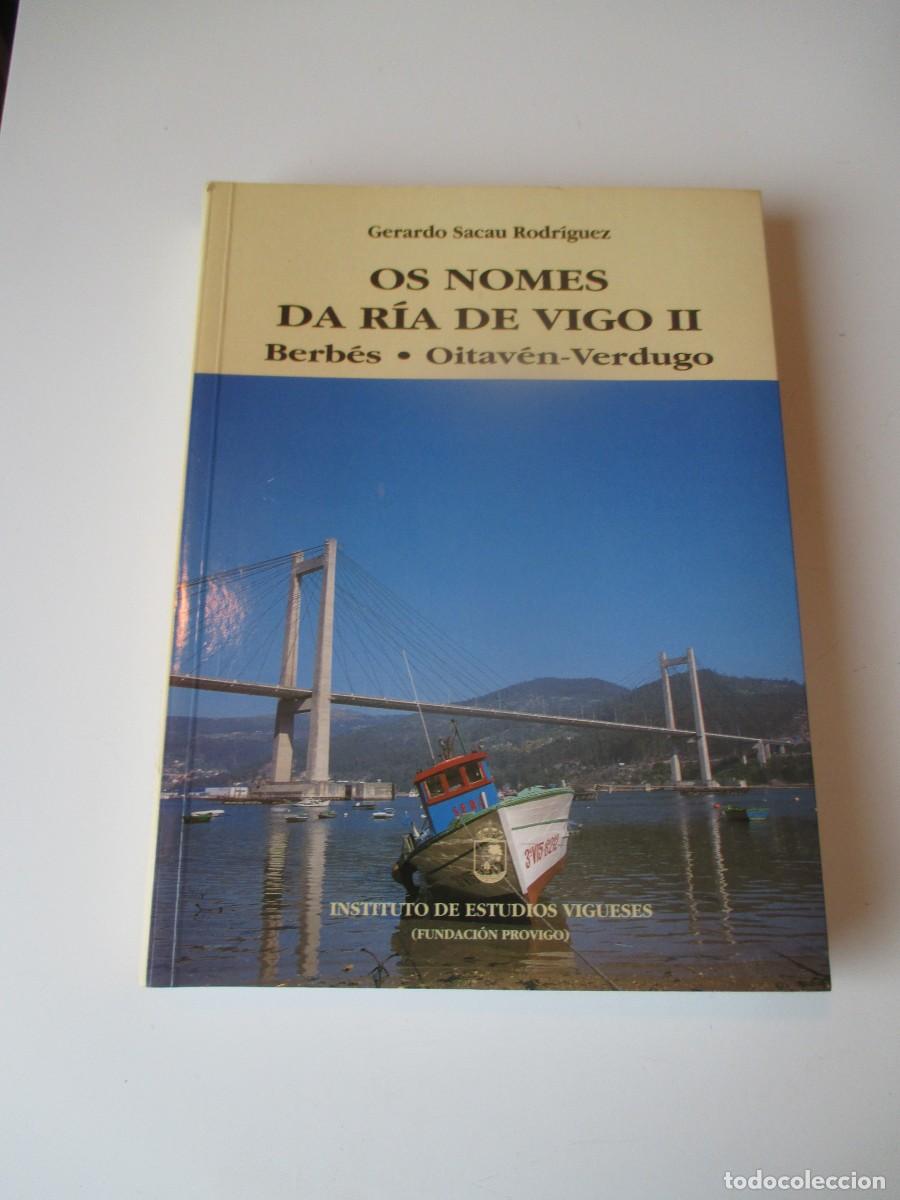 Gerardo Sacau Rodríguez
OS NOMES
DA RÍA DE VIGO II
Berbés • Oitavén-Verdugo
INSTITUTO DE ESTUDIOS VIGUESES
(FUNDACIÓN PROVIGO)
todocoleccion